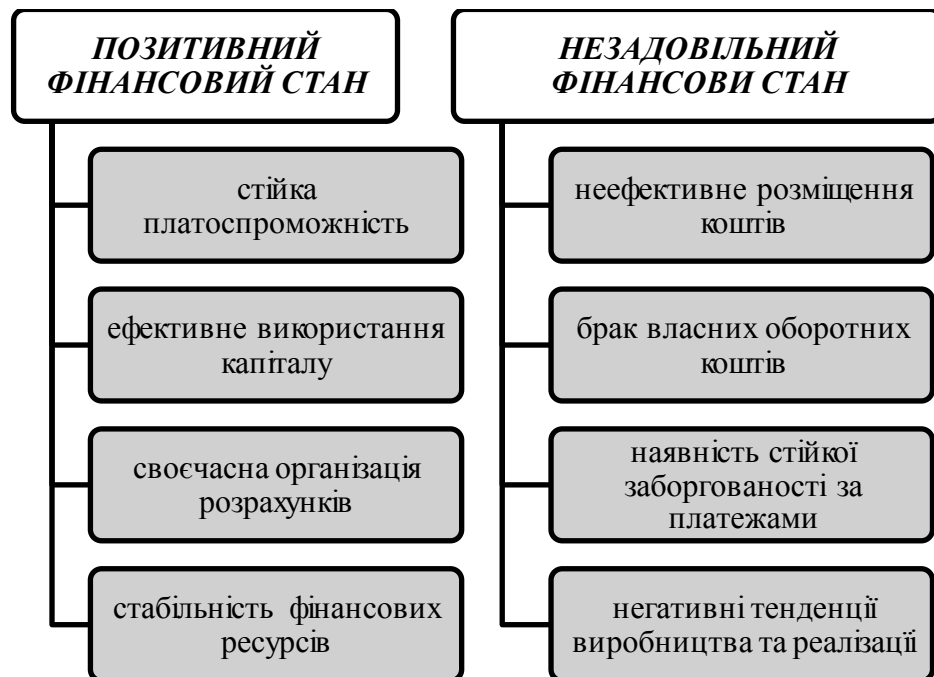 ПОЗИТИВНИЙ
ФІНАНСОВИЙ СТАН
стійка
платоспроможність
ефективне використання
капіталу
своєчасна організація
розрахунків
стабільність фінансових
ресурсів
НЕЗАДОВІЛЬНИЙ
ФІНАНСОВИ СТАН
неефективне розміщення
коштів
брак власних оборотних
коштів
наявність стійкої
заборгованості за
платежами
негативні тенденції
виробництва та реалізації